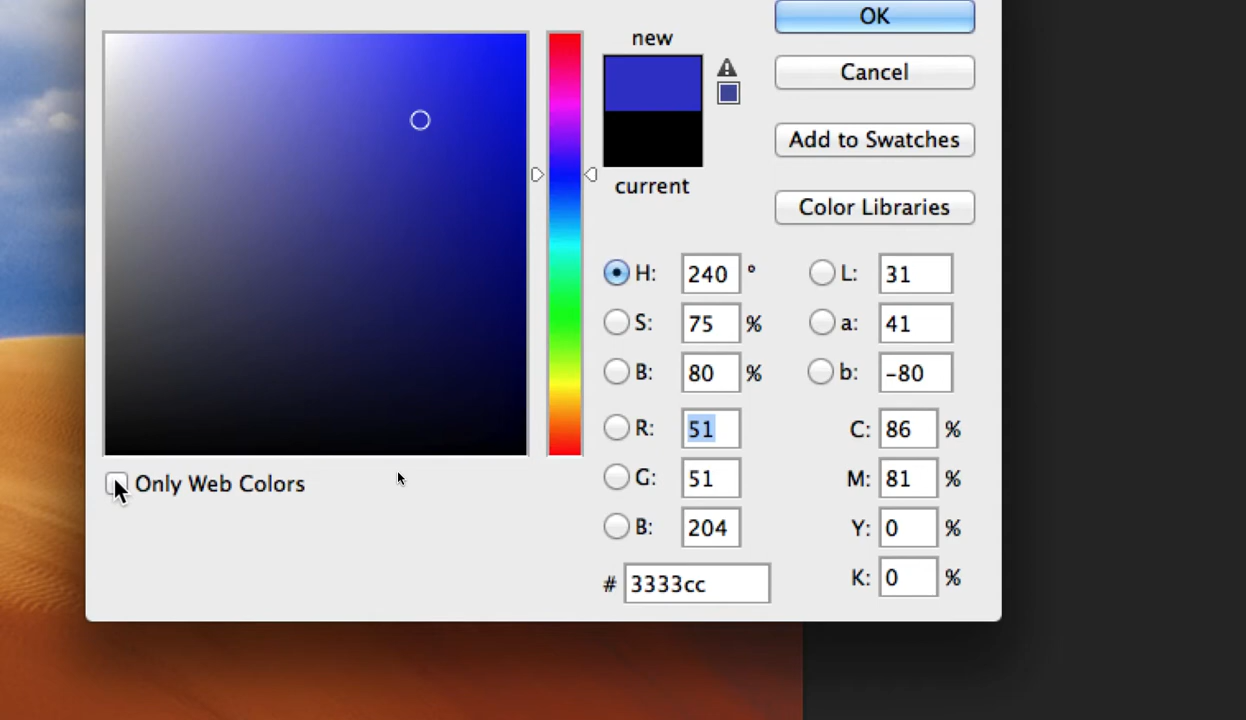 OK
new
Cancel
Add to Swatches
current
Color Libraries
H: 240 ° L: 31
S: 75 % a: 41
B: 80 % b: -80
R: 51 C: 86 %
Only Web Colors G: 51 M: 81 %
B: 204 Y: 0 %
# 3333cc K: 0 %